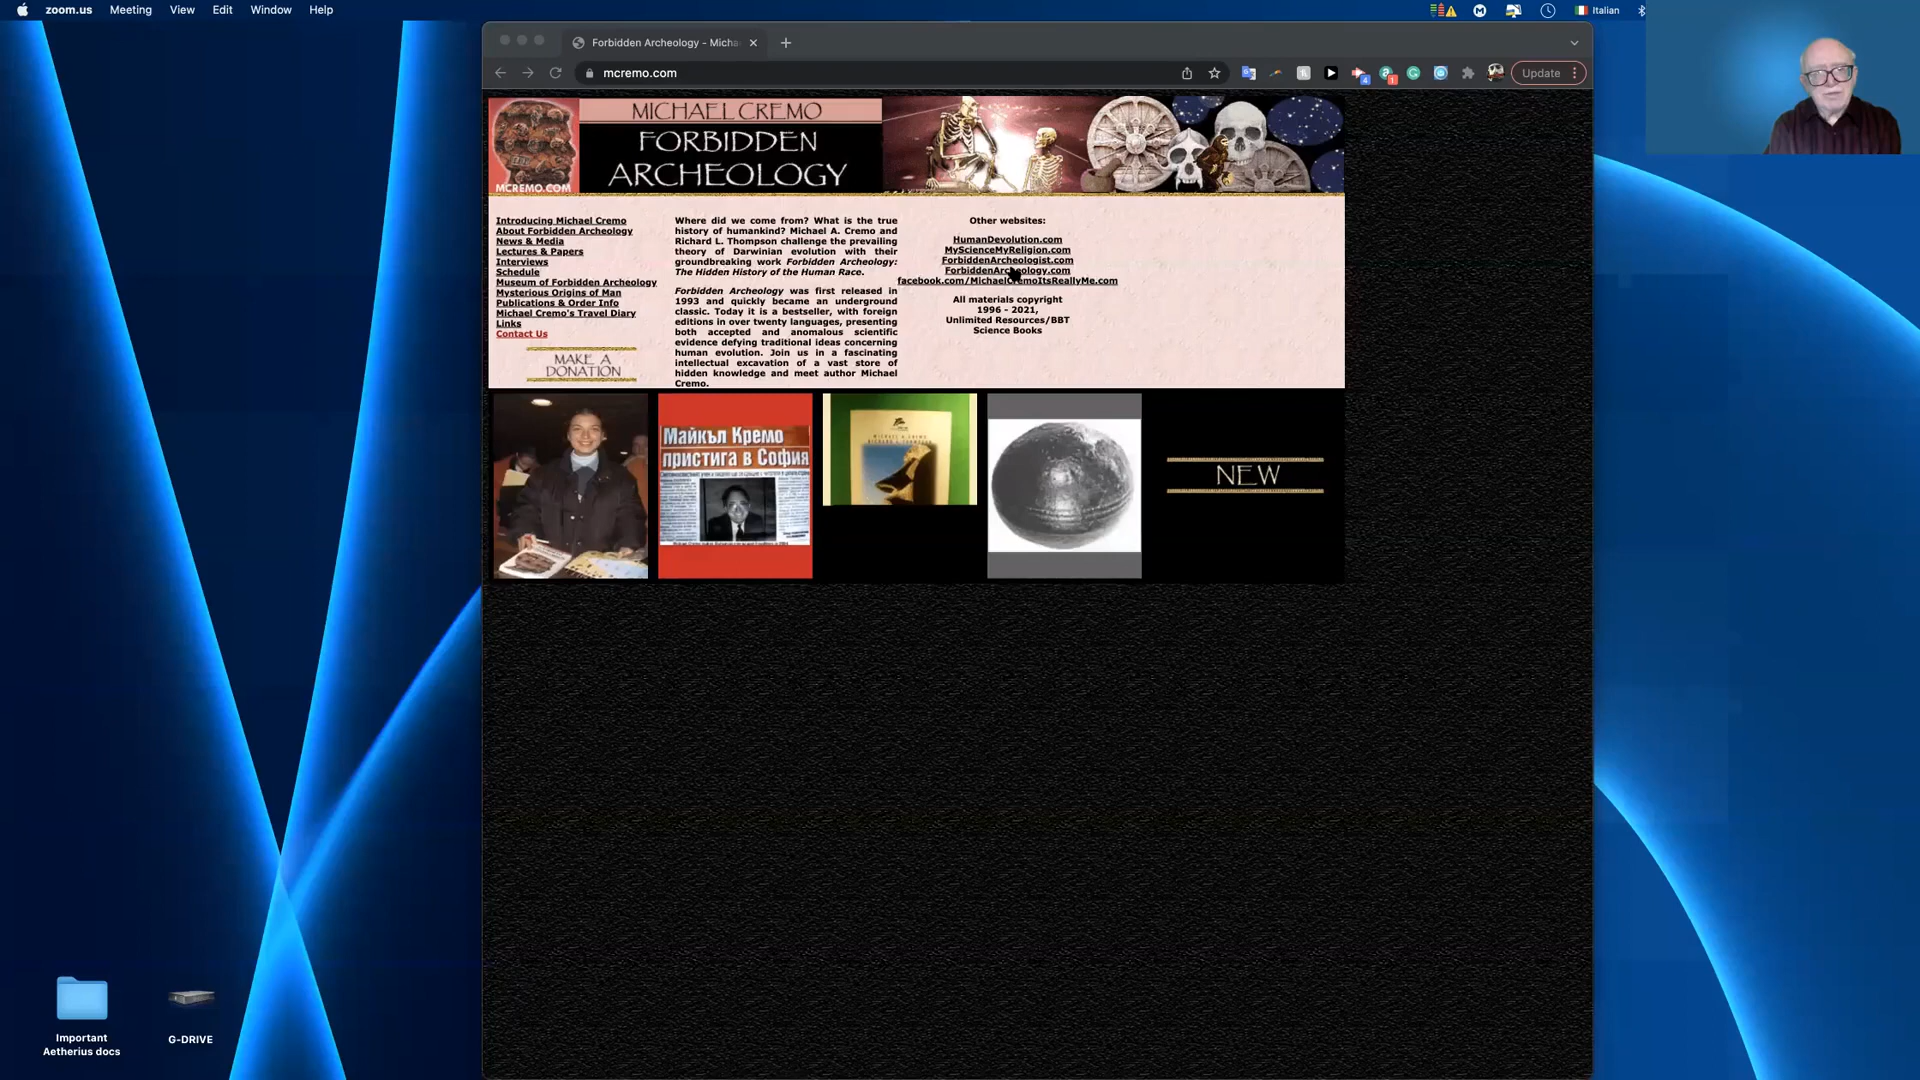 zoom.us Meeting View Edit Window Help
Italian
Forbidden Archeology - Micha
mcremo.com
Update
MICHAEL CREMO
FORBIDDEN
ARCHEOLOGY
MCREMO.COM
Introducing Michael Cremo
About Forbidden Archeology
News & Media
Lectures & Papers
Interviews
Schedule
Museum of Forbidden Archeology
Mysterious Origins of Man
Publications & Order Info
Michael Cremo's Travel Diary
Links
Contact Us
MAKE A
DONATION
Where did we come from? What is the true
history of humankind? Michael A. Cremo and
Richard L. Thompson challenge the prevailing
theory of Darwinian evolution with their
groundbreaking work Forbidden Archeology:
The Hidden History of the Human Race.
Forbidden Archeology was first released in
1993 and quickly became an underground
classic. Today it is a bestseller, with foreign
editions in over twenty languages, presenting
both accepted and anomalous scientific
evidence defying traditional ideas concerning
human evolution. Join us in a fascinating
intellectual excavation of a vast store of
hidden knowledge and meet author Michael
Cremo.
Other websites:
HumanDevolution.com
MyScienceMyReligion.com
ForbiddenArcheologist.com
ForbiddenArcheology.com
facebook.com/MichaelCremoItsReallyMe.com
All materials copyright
1996 - 2021,
Unlimited Resources/BBT
Science Books
Майкъл Кремо
пристига в София
NEW
Important
Aetherius docs
G-DRIVE